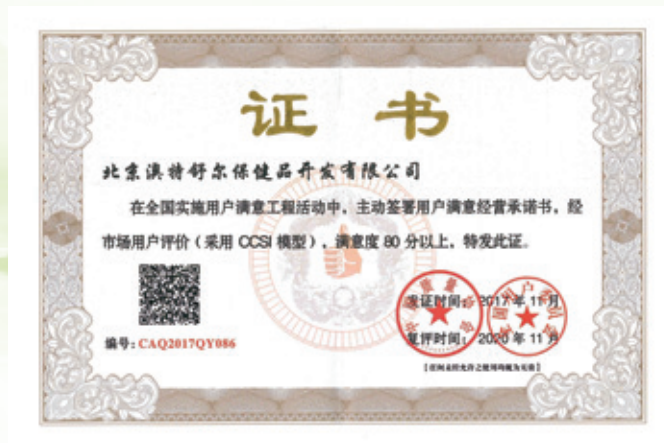 证 书
北京澳特舒尔保健品开发有限公司
在全国实施用户满意工程活动中，主动签署用户满意经营承诺书，经
市场用户评价（采用 CCSI 模型），满意度 80 分以上，特发此证。
发证时间：2017 年 11 月
编号：CAQ2017QY086
复评时间：2020 年 11 月